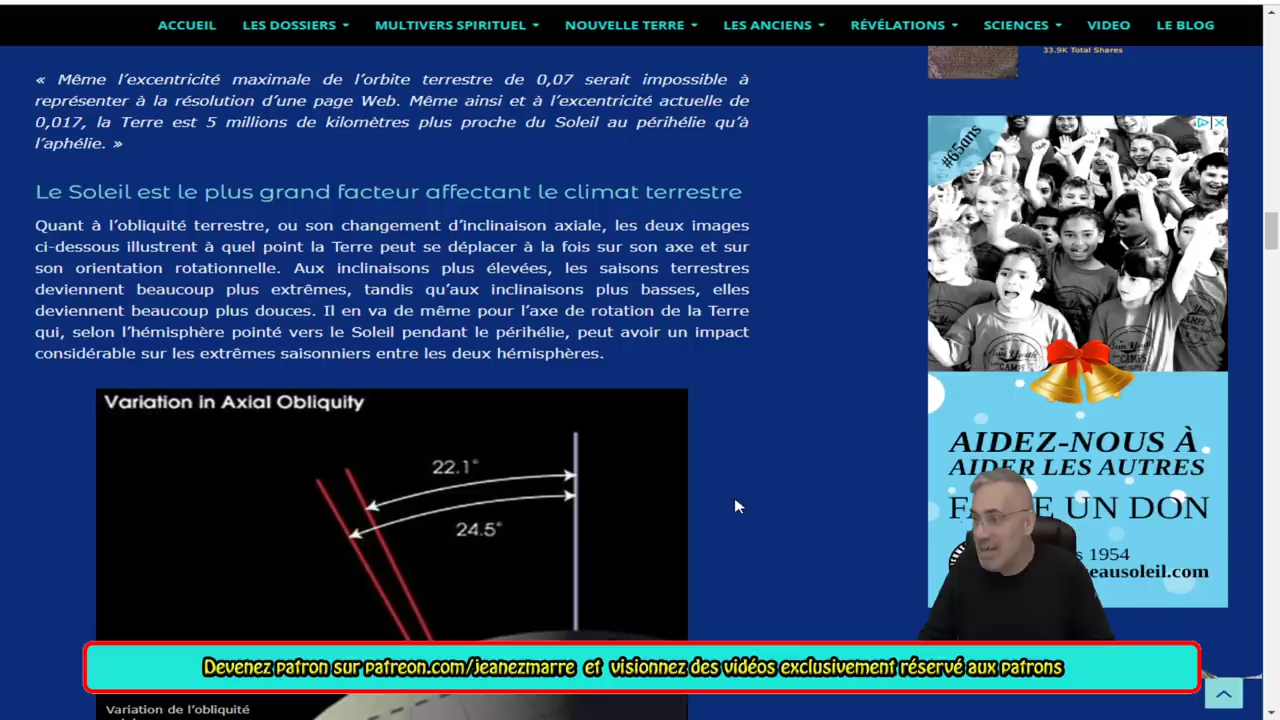 ACCUEIL LES DOSSIERS MULTIVERS SPIRITUEL NOUVELLE TERRE LES ANCIENS RÉVÉLATIONS SCIENCES VIDEO LE BLOG
« Même l’excentricité maximale de l’orbite terrestre de 0,07 serait impossible à
représenter à la résolution d’une page Web. Même ainsi et à l’excentricité actuelle de
0,017, la Terre est 5 millions de kilomètres plus proche du Soleil au périhélie qu’à
l’aphélie. »
Le Soleil est le plus grand facteur affectant le climat terrestre
Quant à l’obliquité terrestre, ou son changement d’inclinaison axiale, les deux images
ci-dessous illustrent à quel point la Terre peut se déplacer à la fois sur son axe et sur
son orientation rotationnelle. Aux inclinaisons plus élevées, les saisons terrestres
deviennent beaucoup plus extrêmes, tandis qu’aux inclinaisons plus basses, elles
deviennent beaucoup plus douces. Il en va de même pour l’axe de rotation de la Terre
qui, selon l’hémisphère pointé vers le Soleil pendant le périhélie, peut avoir un impact
considérable sur les extrêmes saisonniers entre les deux hémisphères.
Variation in Axial Obliquity
22.1°
24.5°
Variation de l’obliquité
33.9K Total Shares
#65ans
AIDEZ-NOUS À
AIDER LES AUTRES
UN DON
1954
eausoleil.com
Devenez patron sur patreon.com/jeanezmarre et visionnez des vidéos exclusivement réservé aux patrons